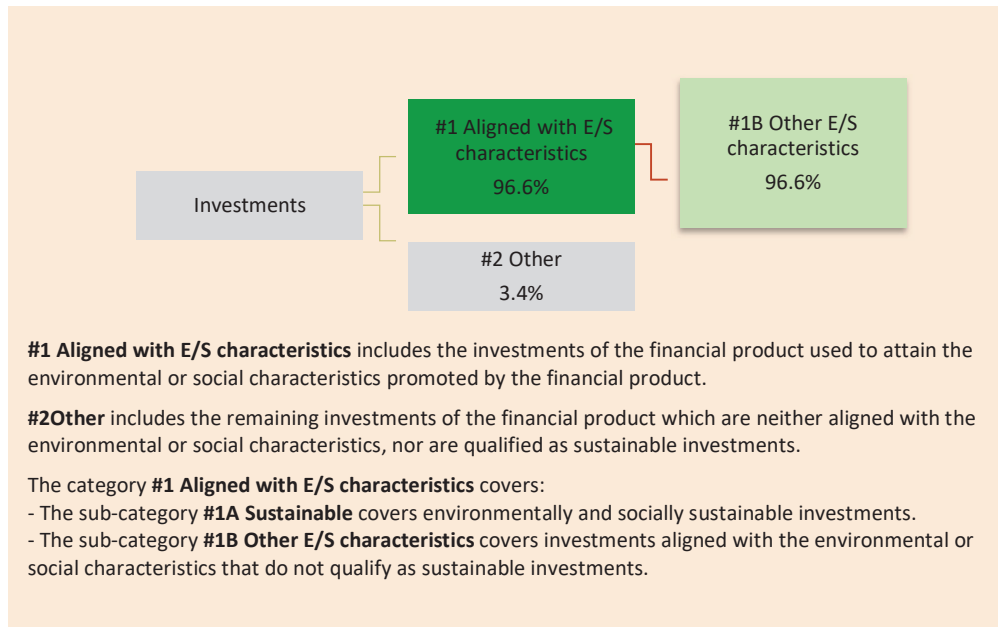 Investments
#1 Aligned with E/S
characteristics
96.6%
#1B Other E/S
characteristics
96.6%
#2 Other
3.4%
#1 Aligned with E/S characteristics includes the investments of the financial product used to attain the
environmental or social characteristics promoted by the financial product.
#2Other includes the remaining investments of the financial product which are neither aligned with the
environmental or social characteristics, nor are qualified as sustainable investments.
The category #1 Aligned with E/S characteristics covers:
- The sub-category #1A Sustainable covers environmentally and socially sustainable investments.
- The sub-category #1B Other E/S characteristics covers investments aligned with the environmental or
social characteristics that do not qualify as sustainable investments.